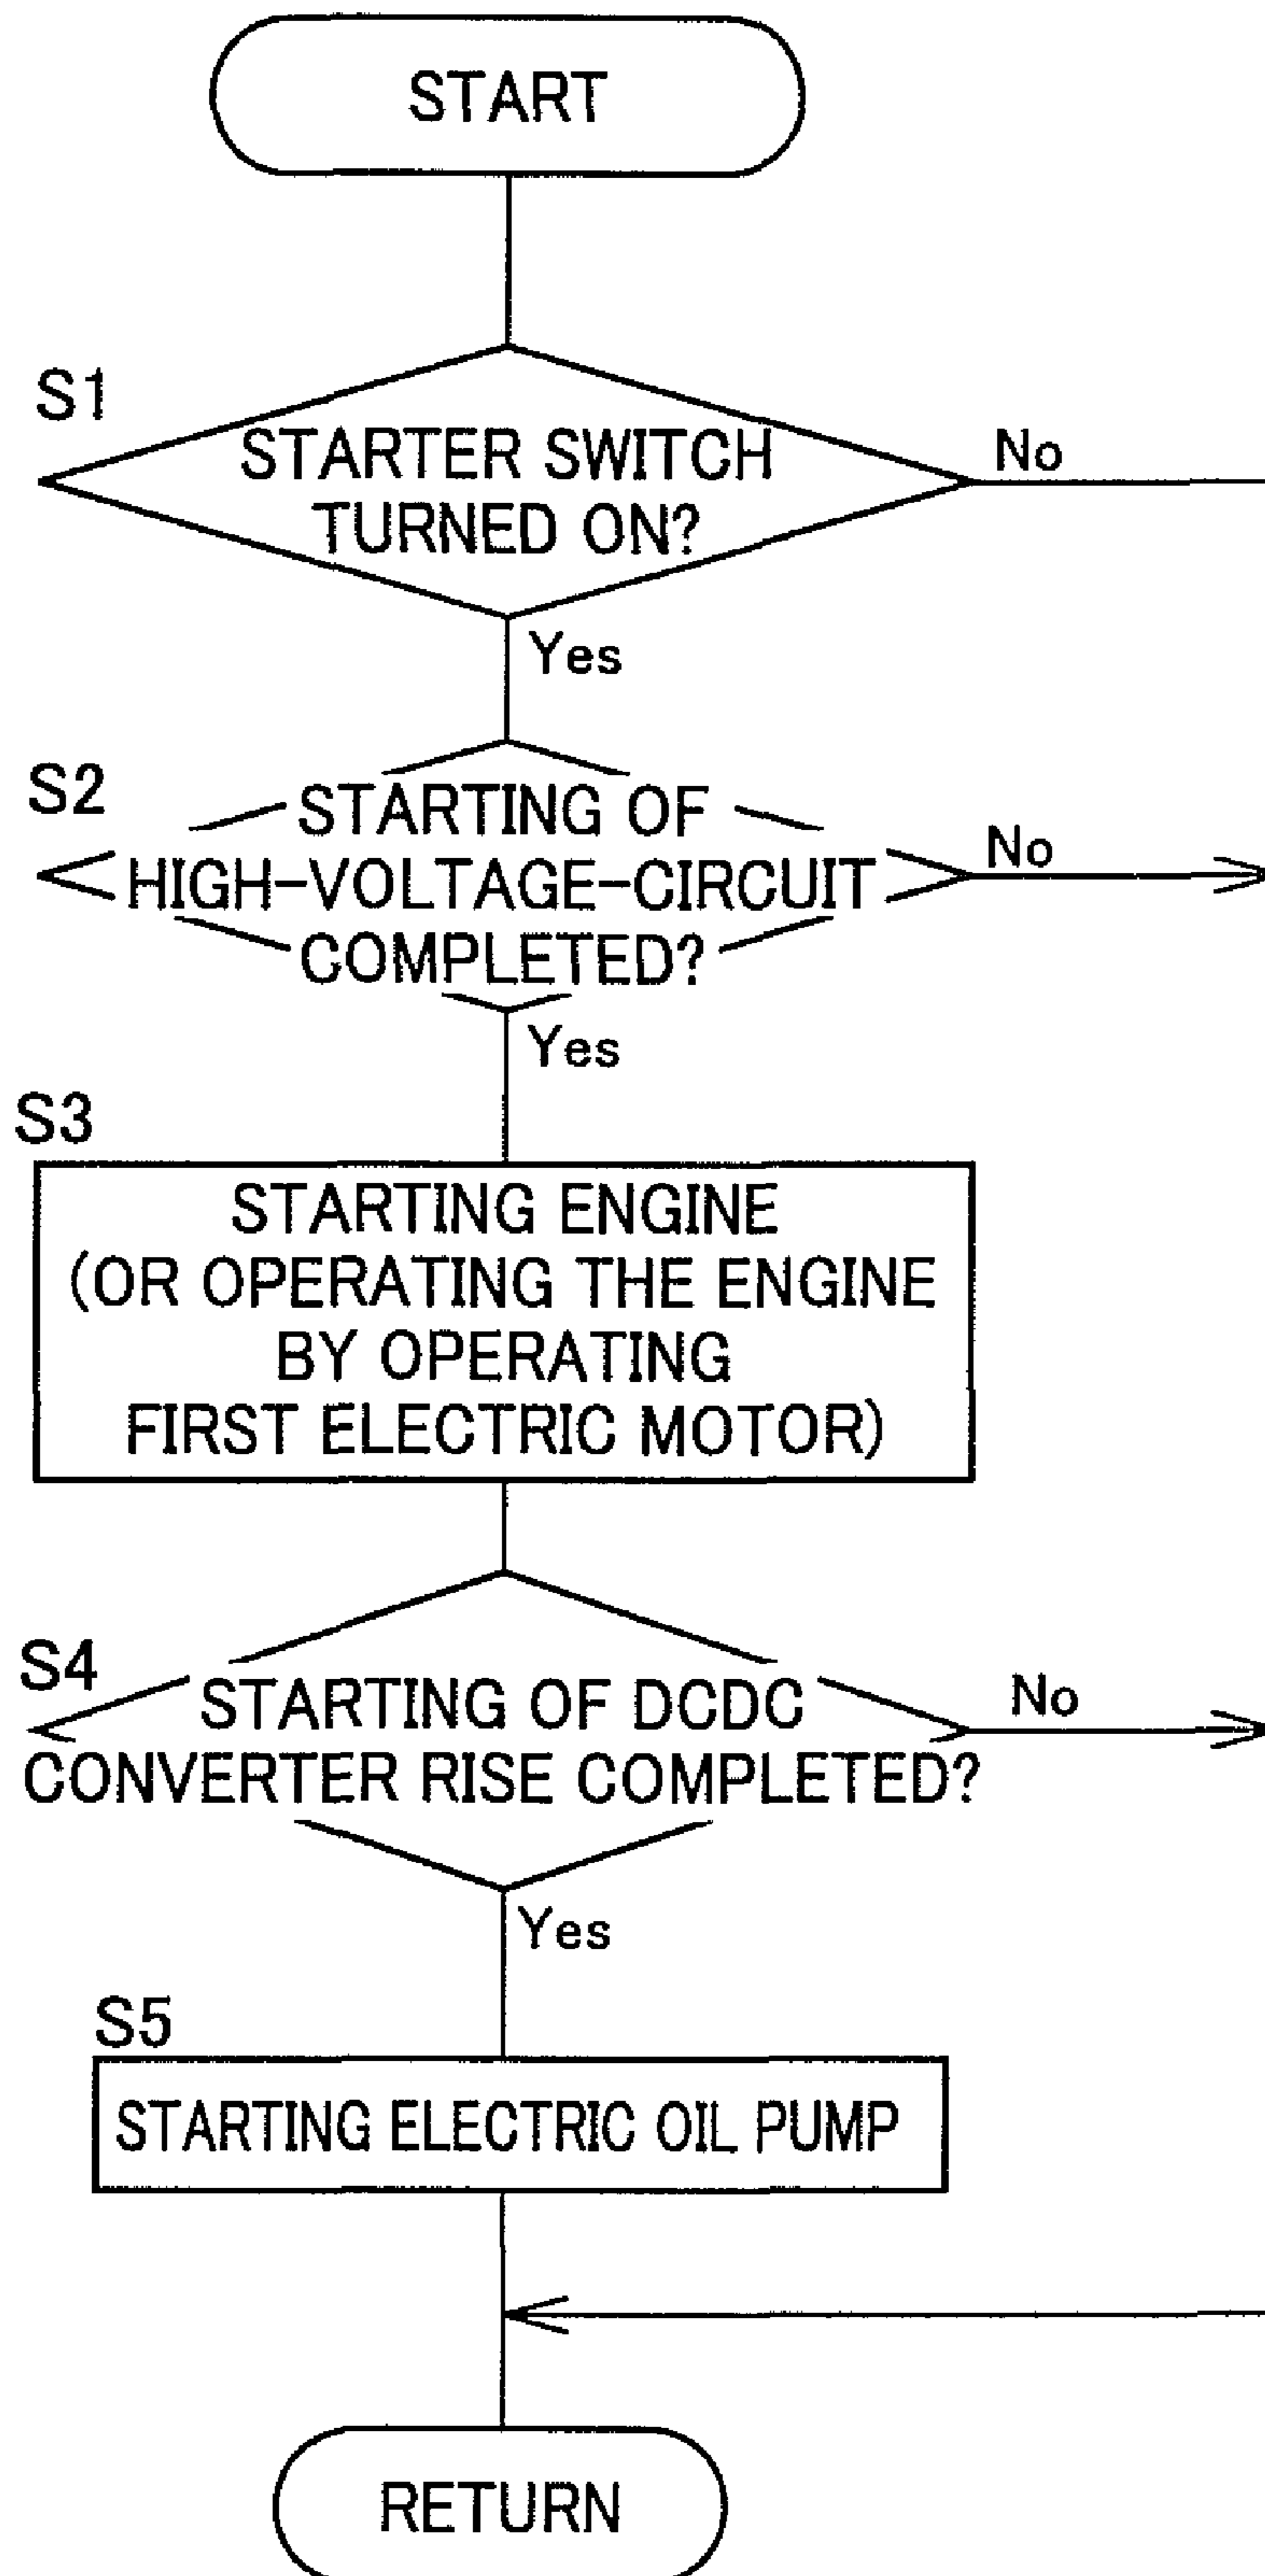 START
S1
STARTER SWITCH
TURNED ON?
No
Yes
S2
STARTING OF
HIGH-VOLTAGE-CIRCUIT
COMPLETED?
No
Yes
S3
STARTING ENGINE
(OR OPERATING THE ENGINE
BY OPERATING
FIRST ELECTRIC MOTOR)
S4
STARTING OF DCDC
CONVERTER RISE COMPLETED?
No
Yes
S5
STARTING ELECTRIC OIL PUMP
RETURN